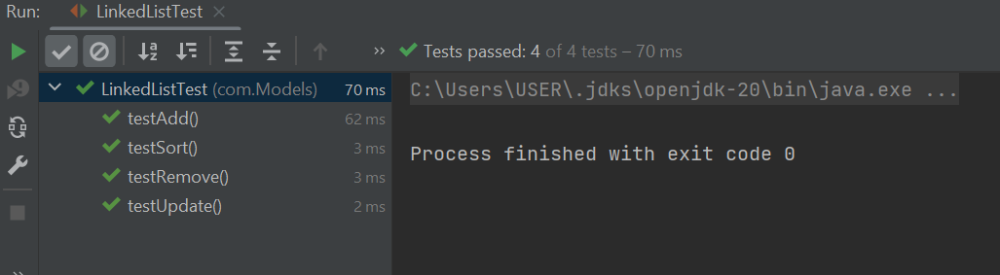 Run: LinkedListTest
Tests passed: 4 of 4 tests – 70 ms
LinkedListTest (com.Models) 70 ms
testAdd() 62 ms
testSort() 3 ms
testRemove() 3 ms
testUpdate() 2 ms
C:\Users\USER\.jdks\openjdk-20\bin\java.exe ...
Process finished with exit code 0